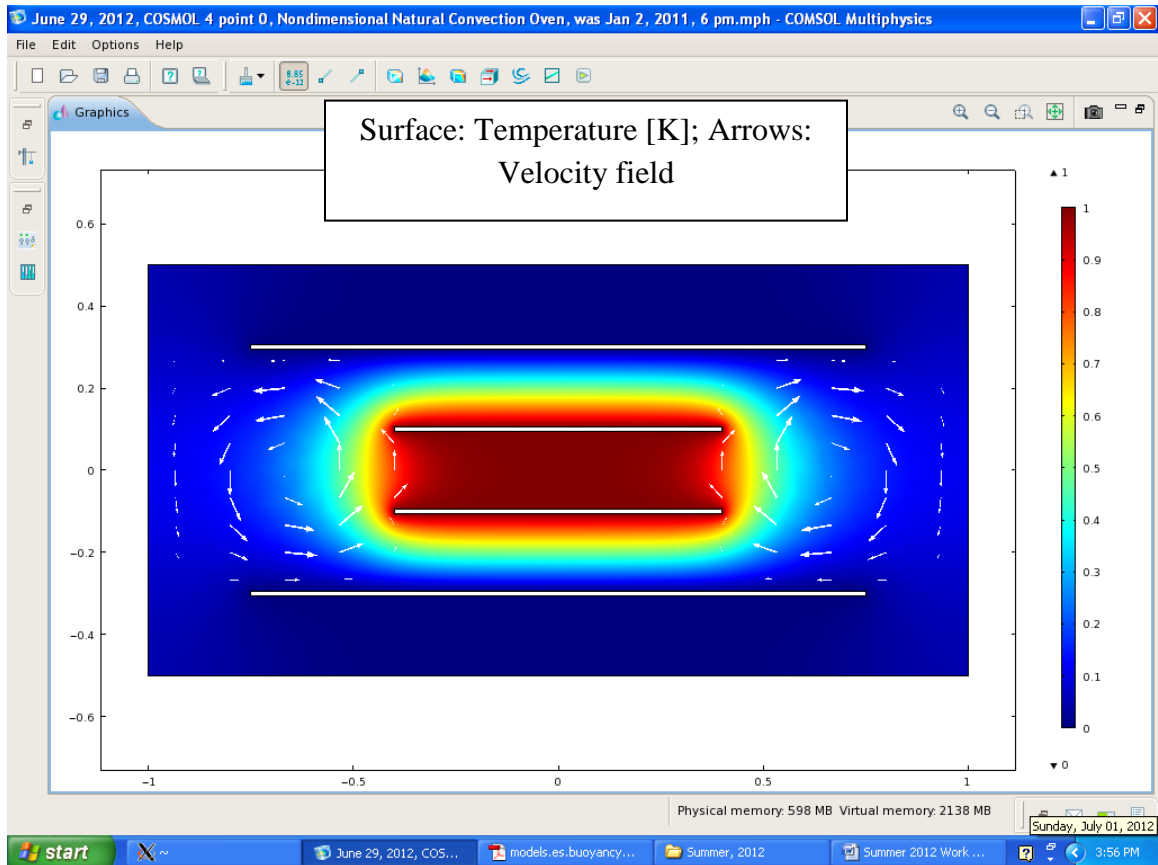 June 29, 2012, COSMOL 4 point 0, Nondimensional Natural Convection Oven, was Jan 2, 2011, 6 pm.mph - COMSOL Multiphysics
File Edit Options Help
8.85
e-12
Graphics
Surface: Temperature [K]; Arrows:
Velocity field
▲ 1
0.6
0.4
0.2
0
−0.2
−0.4
−0.6
−1
−0.5
0
0.5
1
1
0.9
0.8
0.7
0.6
0.5
0.4
0.3
0.2
0.1
0
▼ 0
Physical memory: 598 MB Virtual memory: 2138 MB
Sunday, July 01, 2012
start
~
June 29, 2012, COS...
models.es.buoyancy...
Summer, 2012
Summer 2012 Work ...
3:56 PM